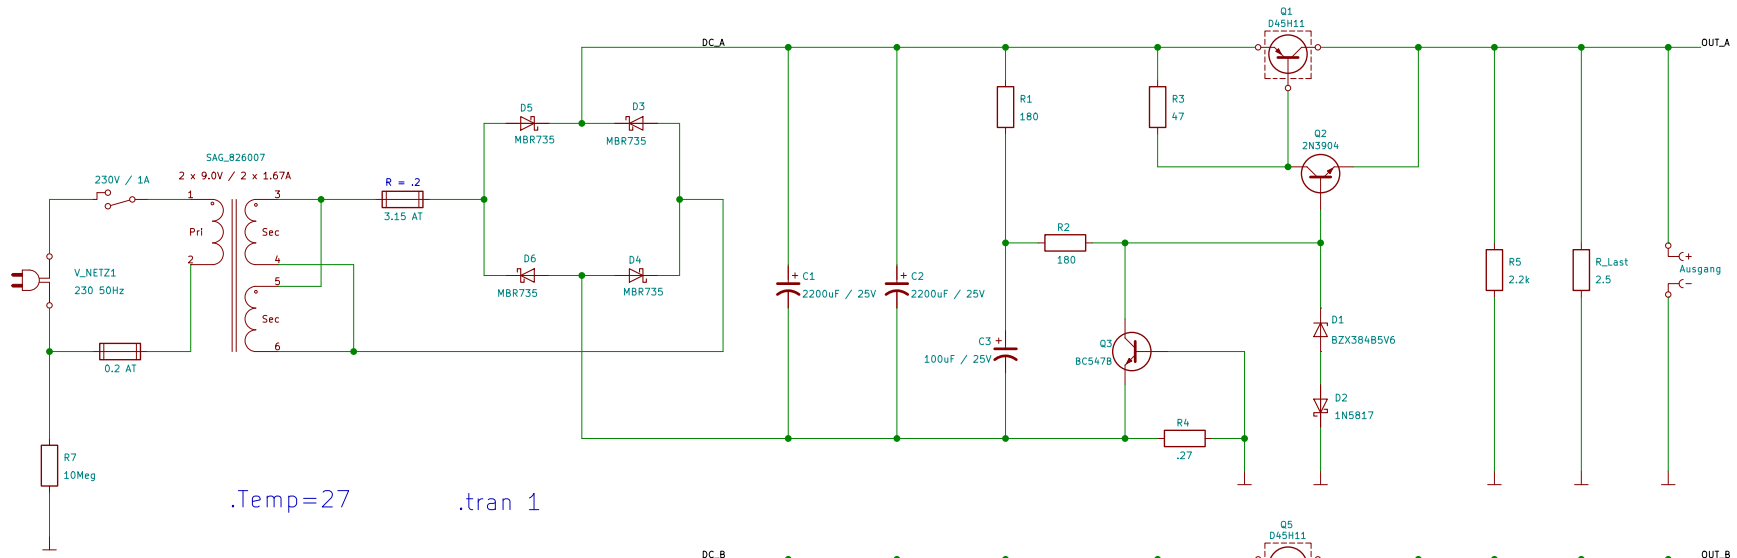 Q1
D45H11
DC_A
OUT_A
D5
MBR735
D3
MBR735
R1
180
R3
47
Q2
2N3904
SAG_826007
2 x 9.0V / 2 x 1.67A
230V / 1A
1
3
R = .2
3.15 AT
Pri
Sec
2
4
5
R2
180
V_NETZ1
230 50Hz
D6
MBR735
D4
MBR735
+ C1
2200uF / 25V
+ C2
2200uF / 25V
R5
2.2k
R_Last
2.5
+
Ausgang
-
Sec
6
D1
BZX384B5V6
C3 +
100uF / 25V
Q3
BC547B
0.2 AT
D2
1N5817
R4
.27
R7
10Meg
.Temp=27
.tran 1
Q5
D45H11
DC_B
OUT_B